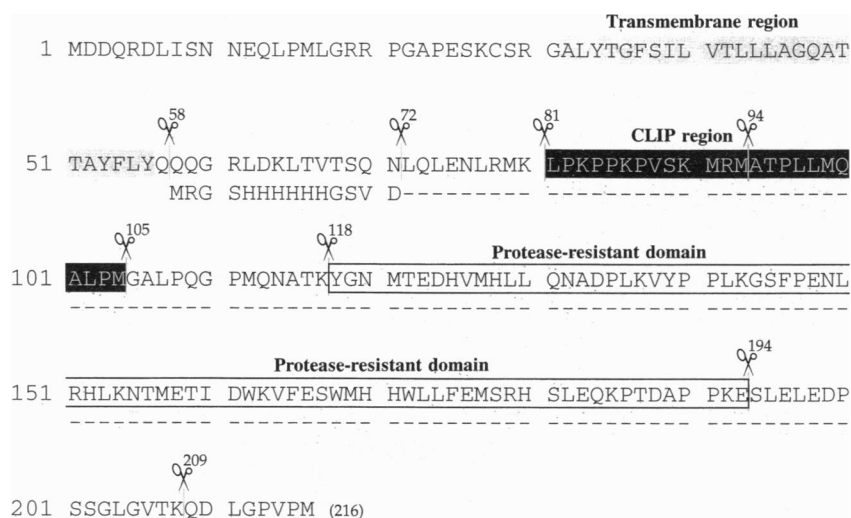 Transmembrane region
1 MDDQRDLISN NEQLPMLGRR PGAPESKCSR GALYTGFSIL VTLLLAGQAT
58 72 81 CLIP region 94
51 TAYFLYQQQG RLDKLTVTSQ NLQLENLRMK LPKPPKPVSK MRMATPLLMQ
MRG SHHHHHHGSV D--------- ---------- ---------- ----------
105 118 Protease-resistant domain
101 ALPMGALPQG PMQNATKYGN MTEDHVMHLL QNADPLKVYP PLKGSFPENL
---------- ---------- ---------- ---------- ----------
Protease-resistant domain 194
151 RHLKNTMETI DWKVFESWMH HWLLFEMSRH SLEQKPTDAP PKESLELEDP
---------- ---------- ---------- ---------- ----------
209
201 SSGLGVTKQD LGPVPM (216)